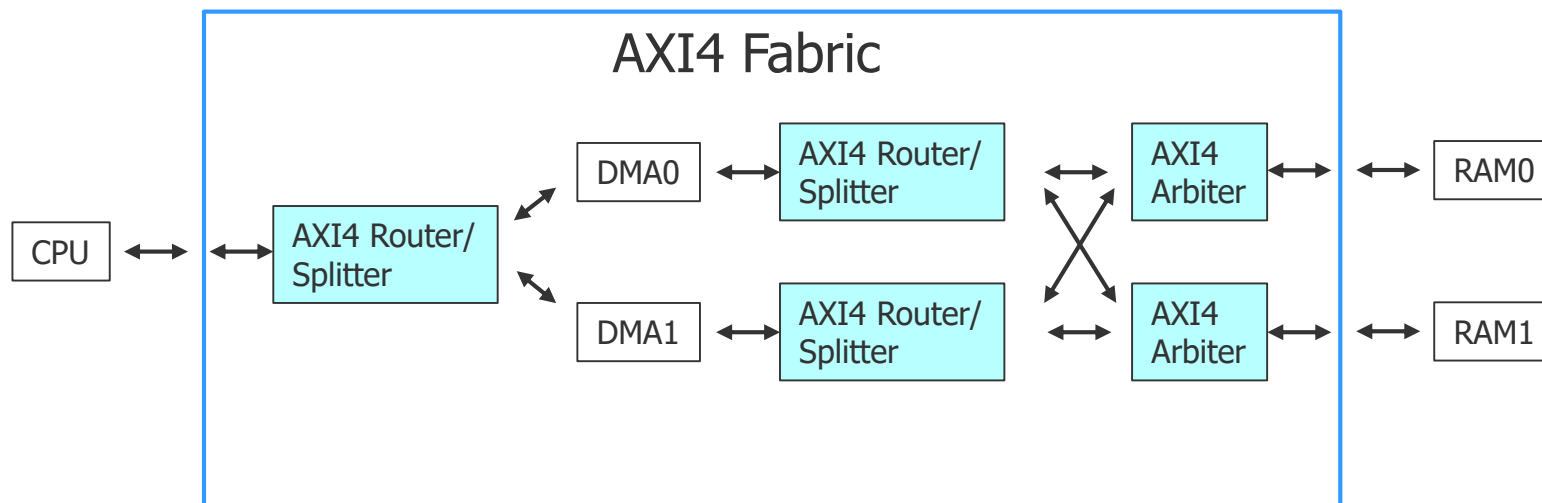 AXI4 Fabric
CPU
AXI4 Router/
Splitter
DMA0
DMA1
AXI4 Router/
Splitter
AXI4 Router/
Splitter
AXI4
Arbiter
AXI4
Arbiter
RAM0
RAM1